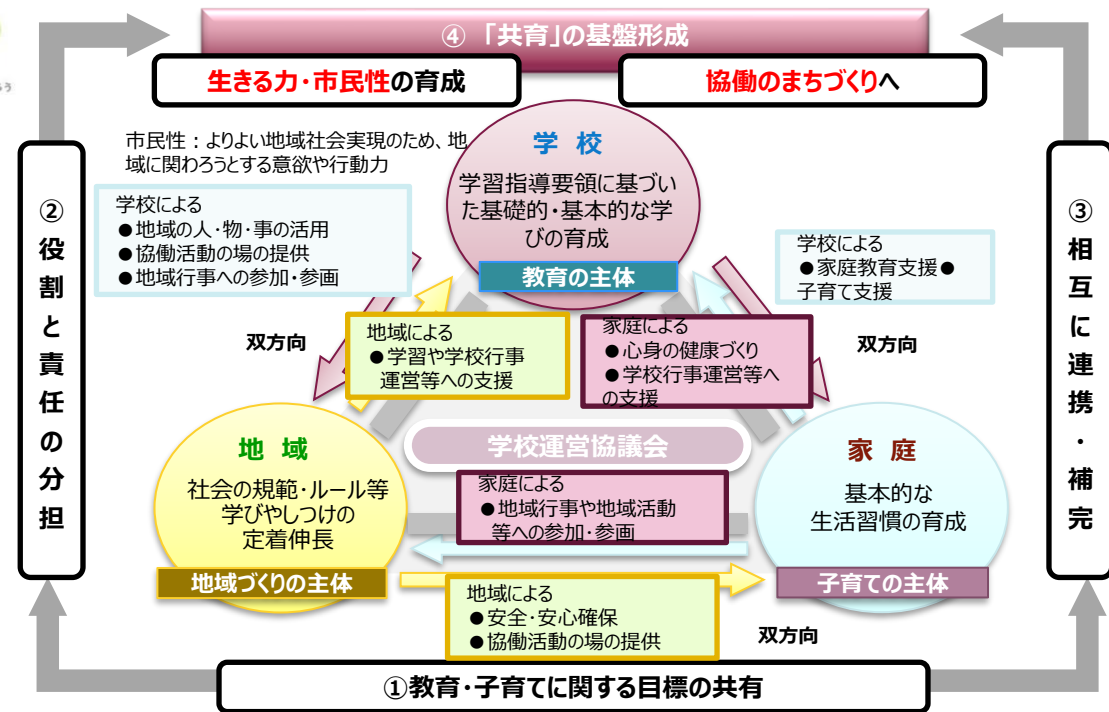 ④ 「共育」の基盤形成
生きる力・市民性の育成
協働のまちづくりへ
市民性：よりよい地域社会実現のため、地
域に関わろうとする意欲や行動力
学 校
学習指導要領に基づい
た基礎的・基本的な学
びの育成
教育の主体
学校による
●地域の人・物・事の活用
●協働活動の場の提供
●地域行事への参加・参画
学校による
●家庭教育支援●
子育て支援
②役割と責任の分担
③相互に連携・補完
双方向
地域による
●学習や学校行事
運営等への支援
家庭による
●心身の健康づくり
●学校行事運営等へ
の支援
双方向
学校運営協議会
地 域
社会の規範・ルール等
学びやしつけの
定着伸長
地域づくりの主体
家庭による
●地域行事や地域活動
等への参加・参画
家 庭
基本的な
生活習慣の育成
子育ての主体
地域による
●安全・安心確保
●協働活動の場の提供
双方向
①教育・子育てに関する目標の共有